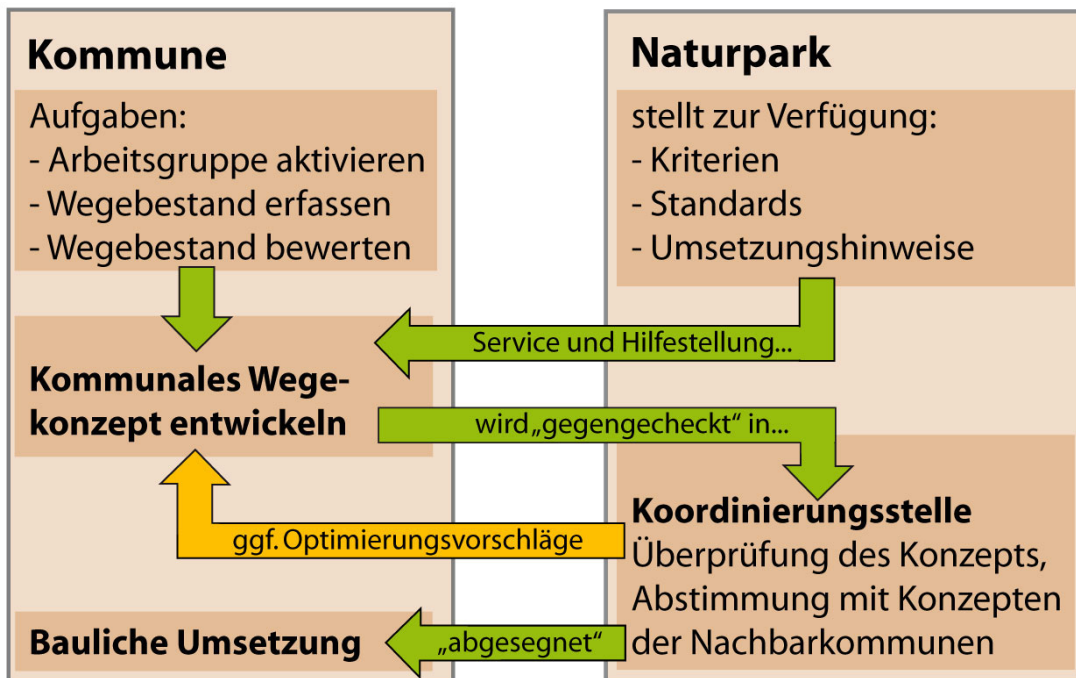 Kommune
Aufgaben:
- Arbeitsgruppe aktivieren
- Wegebestand erfassen
- Wegebestand bewerten
Naturpark
stellt zur Verfügung:
- Kriterien
- Standards
- Umsetzungshinweise
Service und Hilfestellung...
Kommunales Wege-
konzept entwickeln
wird „gegengecheckt“ in...
Koordinierungsstelle
Überprüfung des Konzepts,
Abstimmung mit Konzepten
der Nachbarkommunen
ggf. Optimierungsvorschläge
„abgesegnet“
Bauliche Umsetzung